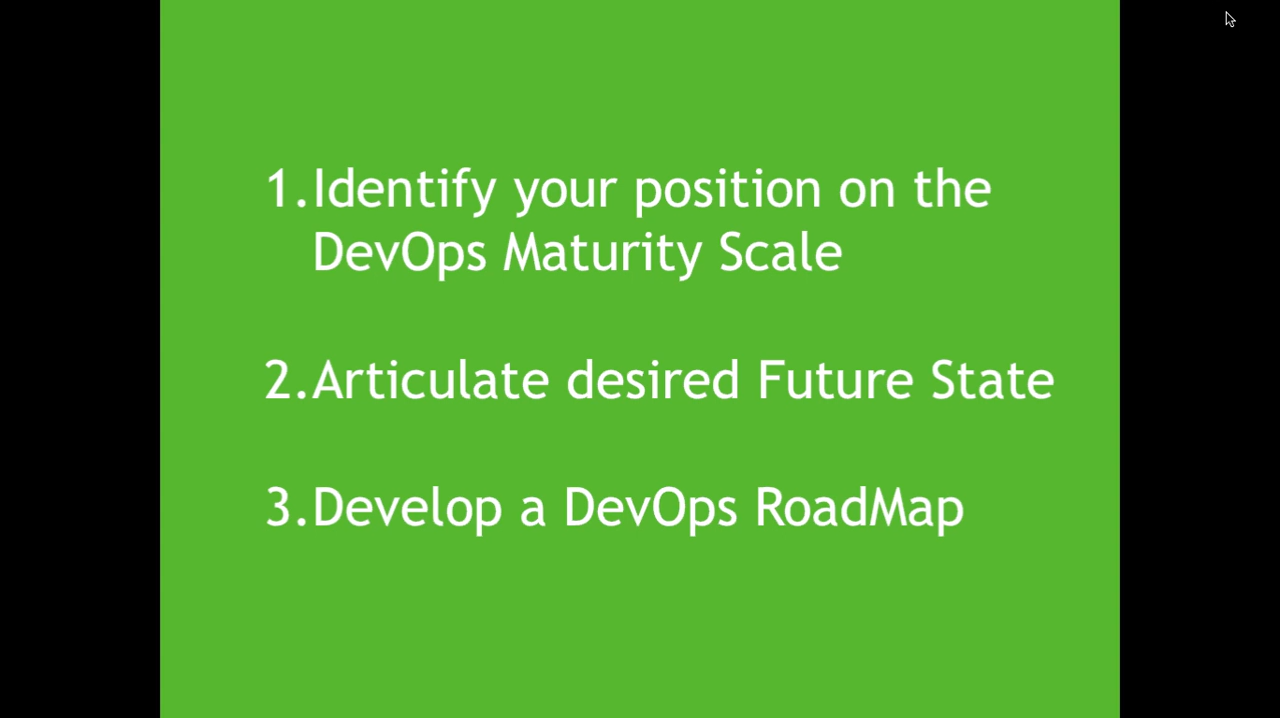 1.Identify your position on the
DevOps Maturity Scale
2.Articulate desired Future State
3.Develop a DevOps RoadMap